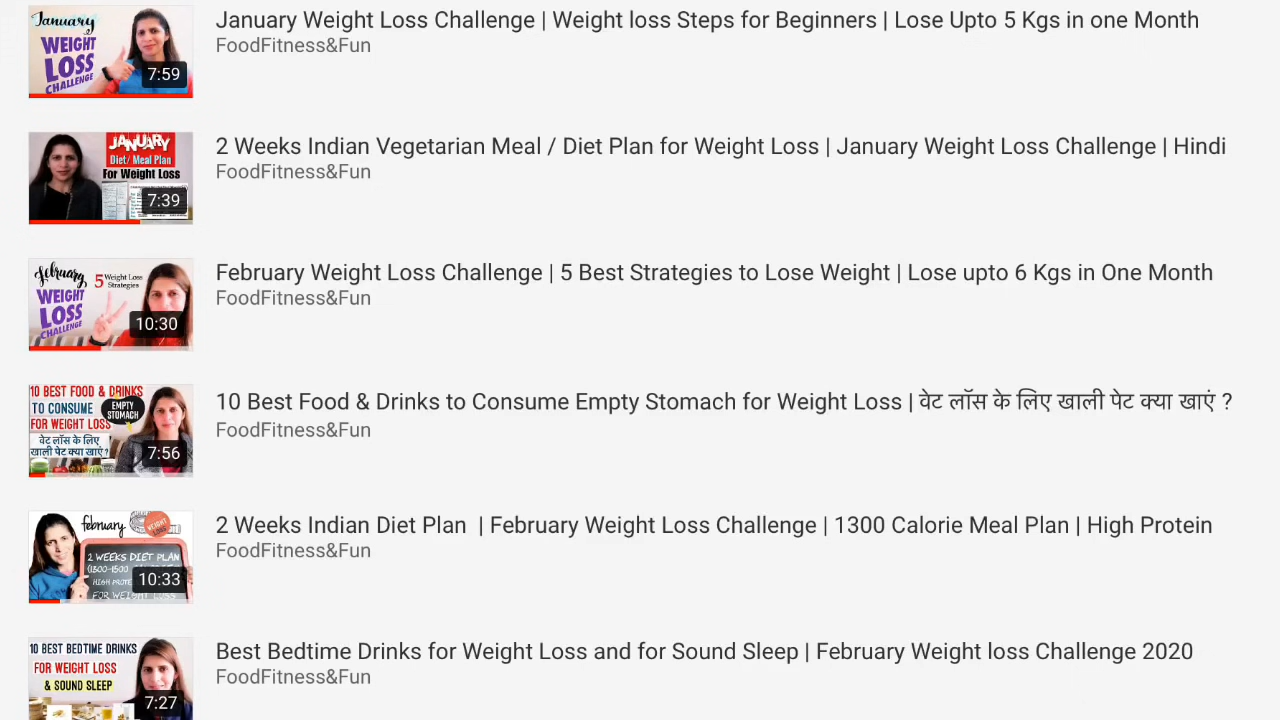 January
WEIGHT
LOSS
CHALLENGE
7:59
January Weight Loss Challenge | Weight loss Steps for Beginners | Lose Upto 5 Kgs in one Month
FoodFitness&Fun
JANUARY
Diet/ Meal Plan
For Weight Loss
7:39
2 Weeks Indian Vegetarian Meal / Diet Plan for Weight Loss | January Weight Loss Challenge | Hindi
FoodFitness&Fun
february
5 Weight Loss
Strategies
WEIGHT
LOSS
CHALLENGE
10:30
February Weight Loss Challenge | 5 Best Strategies to Lose Weight | Lose upto 6 Kgs in One Month
FoodFitness&Fun
10 BEST FOOD & DRINKS
TO CONSUME
EMPTY
STOMACH
FOR WEIGHT LOSS
वेट लॉस के लिए
खाली पेट क्या खाएं ?
7:56
10 Best Food & Drinks to Consume Empty Stomach for Weight Loss | वेट लॉस के लिए खाली पेट क्या खाएं ?
FoodFitness&Fun
february
WEIGHT
2 WEEKS DIET PLAN
(1300-1500
HIGH
FOR WEIGHT LOSS
10:33
2 Weeks Indian Diet Plan | February Weight Loss Challenge | 1300 Calorie Meal Plan | High Protein
FoodFitness&Fun
10 BEST BEDTIME DRINKS
FOR WEIGHT LOSS
& SOUND SLEEP
7:27
Best Bedtime Drinks for Weight Loss and for Sound Sleep | February Weight loss Challenge 2020
FoodFitness&Fun